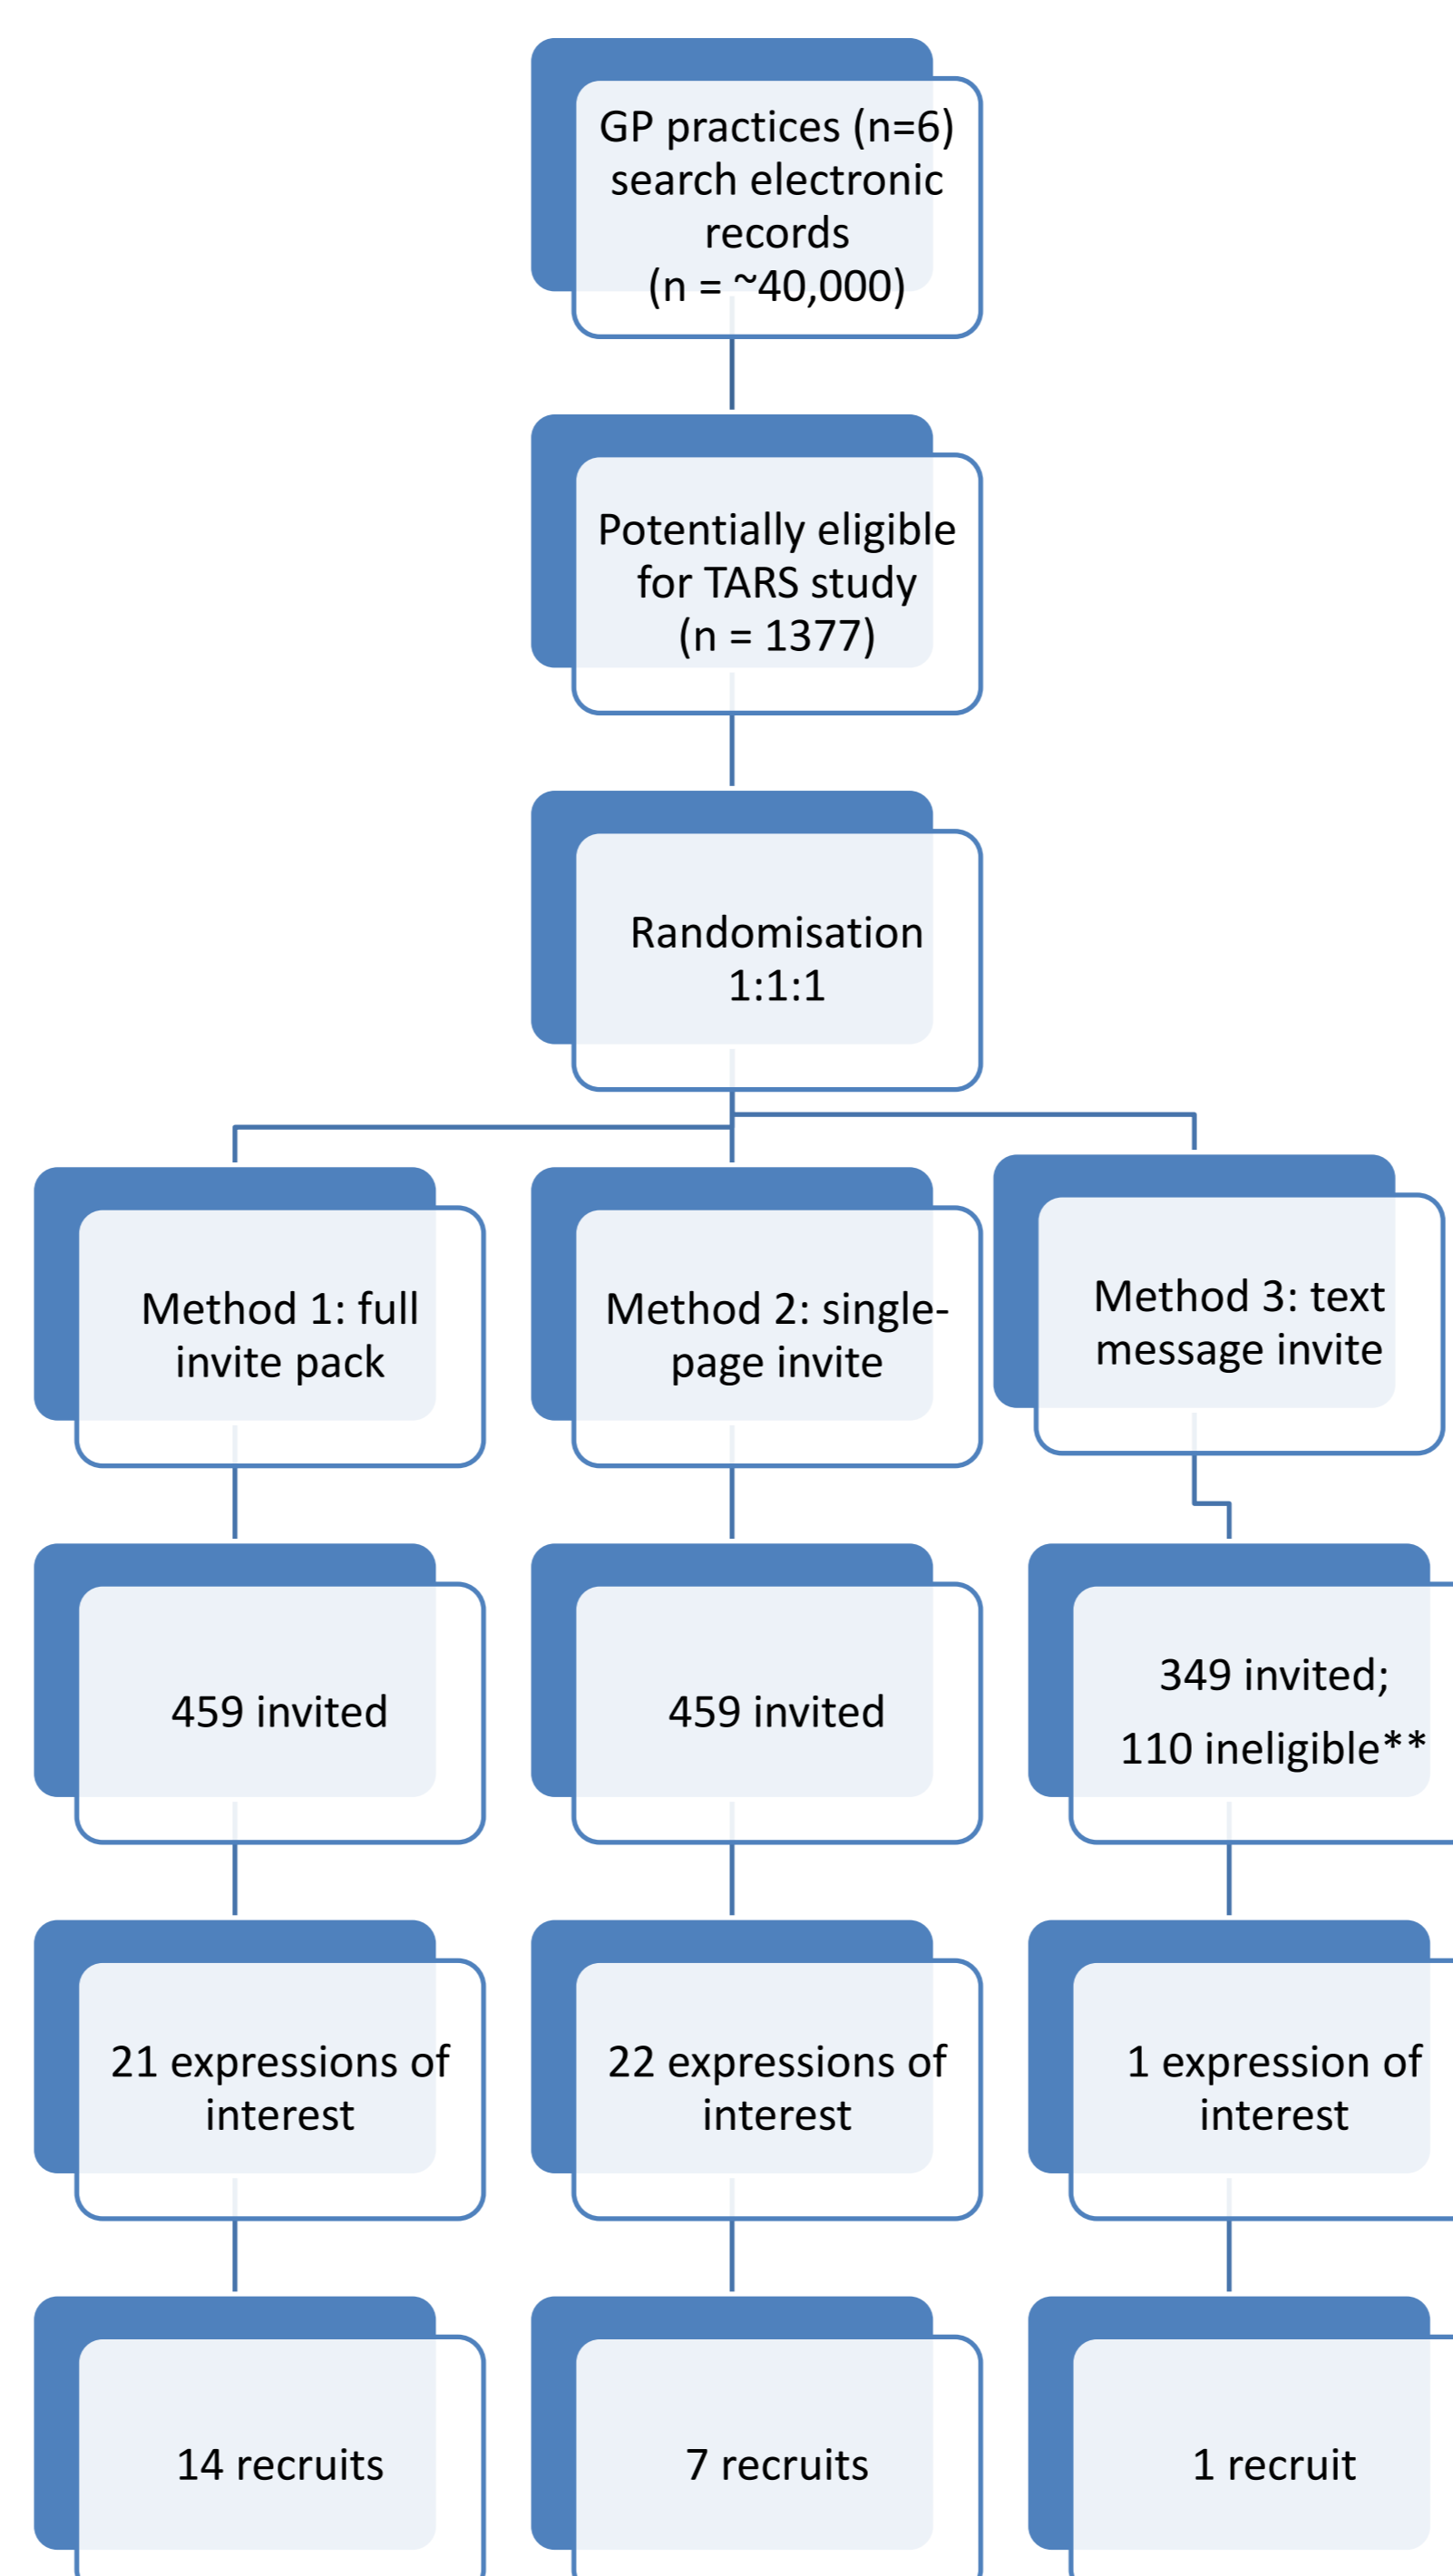 GP practices (n=6)
search electronic
records
(n = ~40,000)
Potentially eligible
for TARS study
(n = 1377)
Randomisation
1:1:1
Method 1: full
invite pack
Method 2: single-
page invite
Method 3: text
message invite
459 invited
459 invited
349 invited;
110 ineligible**
21 expressions of
interest
22 expressions of
interest
1 expression of
interest
14 recruits
7 recruits
1 recruit